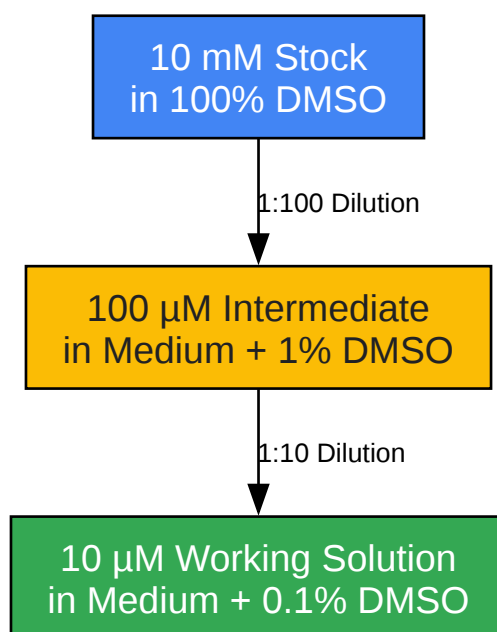 10 mM Stock
in 100% DMSO
1:100 Dilution
100 µM Intermediate
in Medium + 1% DMSO
1:10 Dilution
10 µM Working Solution
in Medium + 0.1% DMSO